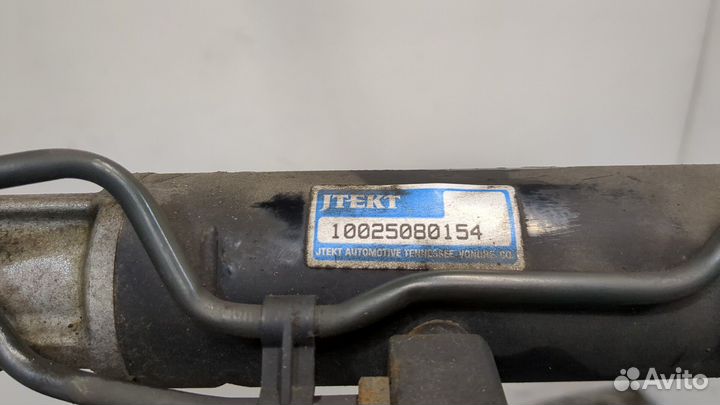 JTEKT
10025080154
JTEKT AUTOMOTIVE TENNESSEE-VONORE CO.
Avito